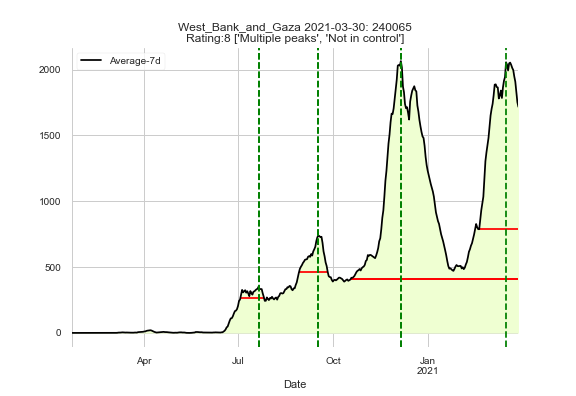 West_Bank_and_Gaza 2021-03-30: 240065
Rating:8 ['Multiple peaks', 'Not in control']
Average-7d
2000
1500
1000
500
0
Apr
Jul
Oct
Jan
2021
Date